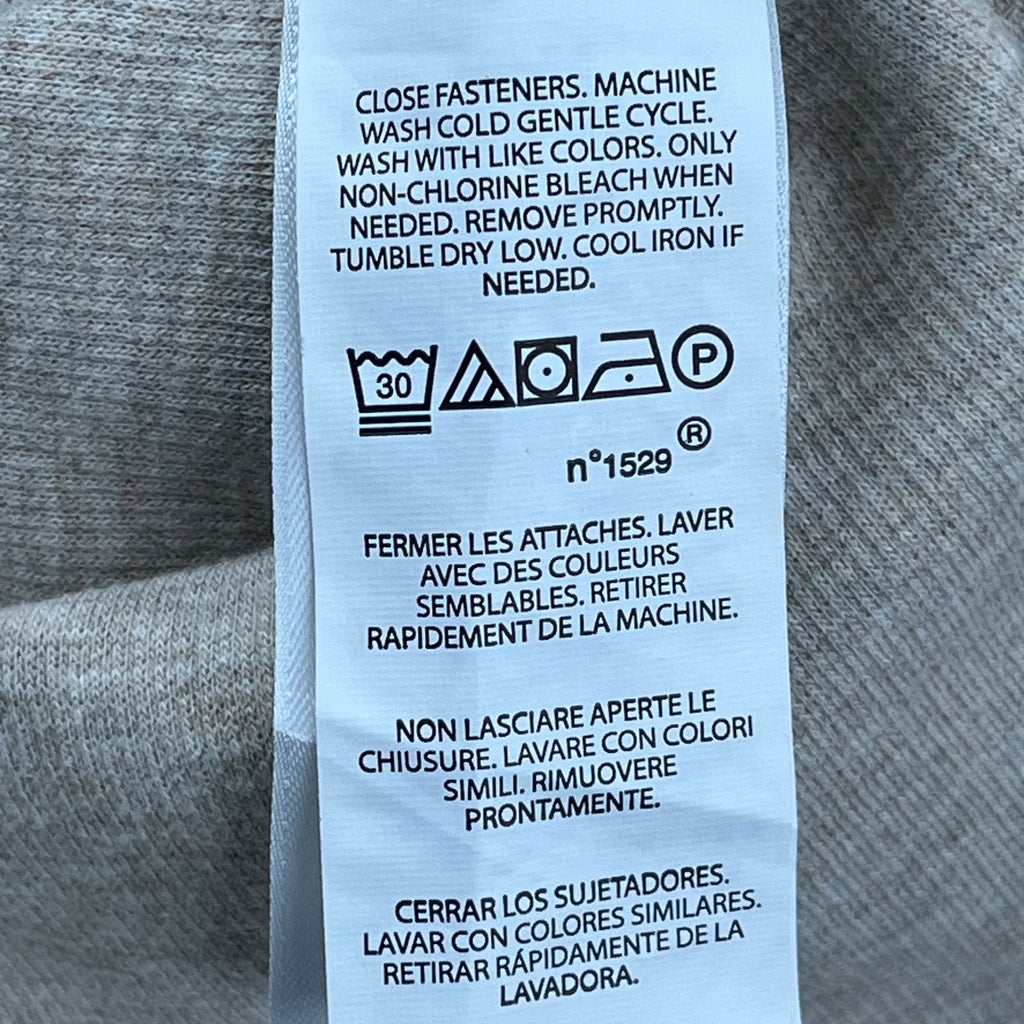 CLOSE FASTENERS. MACHINE
WASH COLD GENTLE CYCLE.
WASH WITH LIKE COLORS. ONLY
NON-CHLORINE BLEACH WHEN
NEEDED. REMOVE PROMPTLY.
TUMBLE DRY LOW. COOL IRON IF
NEEDED.
30 P
n°1529 ®
FERMER LES ATTACHES. LAVER
AVEC DES COULEURS
SEMBLABLES. RETIRER
RAPIDEMENT DE LA MACHINE.
NON LASCIARE APERTE LE
CHIUSURE. LAVARE CON COLORI
SIMILI. RIMUOVERE
PRONTAMENTE.
CERRAR LOS SUJETADORES.
LAVAR CON COLORES SIMILARES.
RETIRAR RÁPIDAMENTE DE LA
LAVADORA.